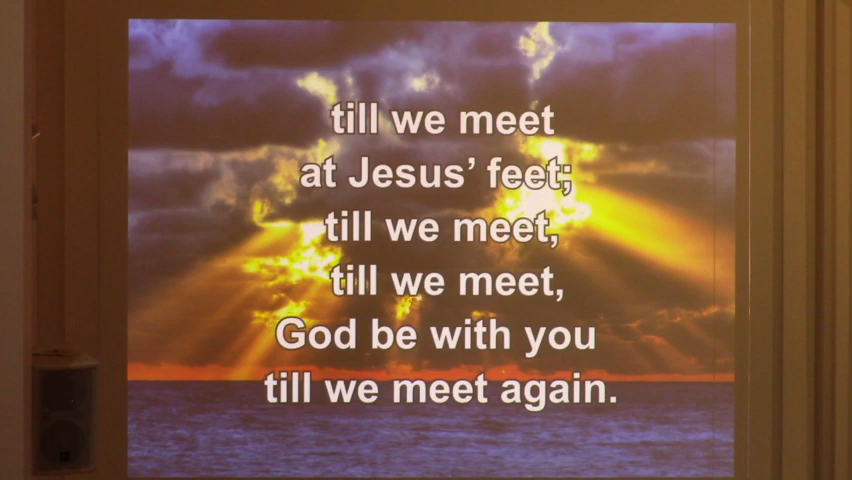 till we meet
at Jesus’ feet;
till we meet,
till we meet,
God be with you
till we meet again.